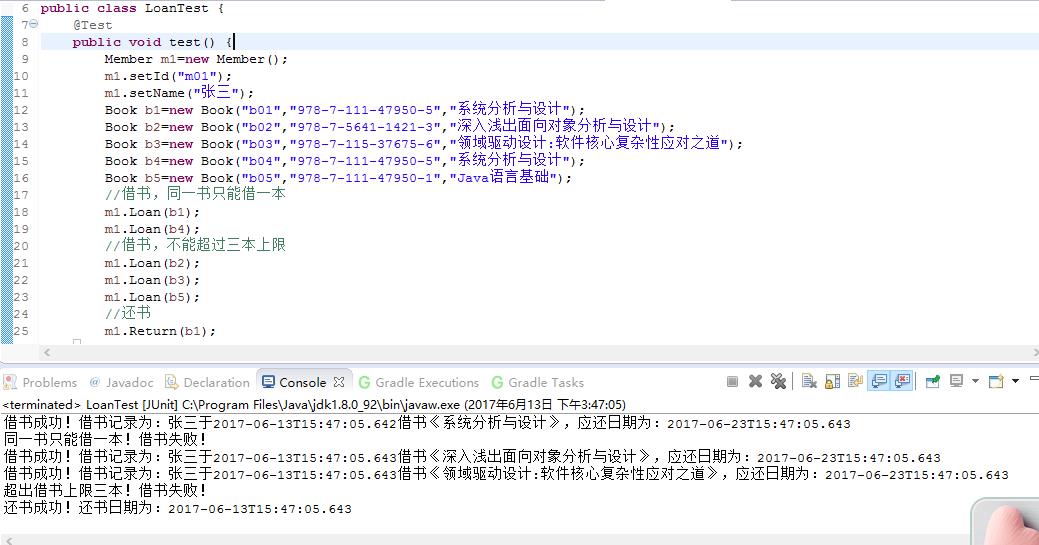 6 public class LoanTest {
7 @Test
8 public void test() {
9 Member m1=new Member();
10 m1.setId("m01");
11 m1.setName("张三");
12 Book b1=new Book("b01","978-7-111-47950-5","系统分析与设计");
13 Book b2=new Book("b02","978-7-5641-1421-3","深入浅出面向对象分析与设计");
14 Book b3=new Book("b03","978-7-115-37675-6","领域驱动设计:软件核心复杂性应对之道");
15 Book b4=new Book("b04","978-7-111-47950-5","系统分析与设计");
16 Book b5=new Book("b05","978-7-111-47950-1","Java语言基础");
17 //借书，同一书只能借一本
18 m1.Loan(b1);
19 m1.Loan(b4);
20 //借书，不能超过三本上限
21 m1.Loan(b2);
22 m1.Loan(b3);
23 m1.Loan(b5);
24 //还书
25 m1.Return(b1);
Problems @ Javadoc Declaration Console Gradle Executions Gradle Tasks
<terminated> LoanTest [JUnit] C:\Program Files\Java\jdk1.8.0_92\bin\javaw.exe (2017年6月13日 下午3:47:05)
借书成功！借书记录为：张三于2017-06-13T15:47:05.642借书《系统分析与设计》，应还日期为：2017-06-23T15:47:05.643
同一书只能借一本！借书失败！
借书成功！借书记录为：张三于2017-06-13T15:47:05.643借书《深入浅出面向对象分析与设计》，应还日期为：2017-06-23T15:47:05.643
借书成功！借书记录为：张三于2017-06-13T15:47:05.643借书《领域驱动设计:软件核心复杂性应对之道》，应还日期为：2017-06-23T15:47:05.643
超出借书上限三本！借书失败！
还书成功！还书日期为：2017-06-13T15:47:05.643